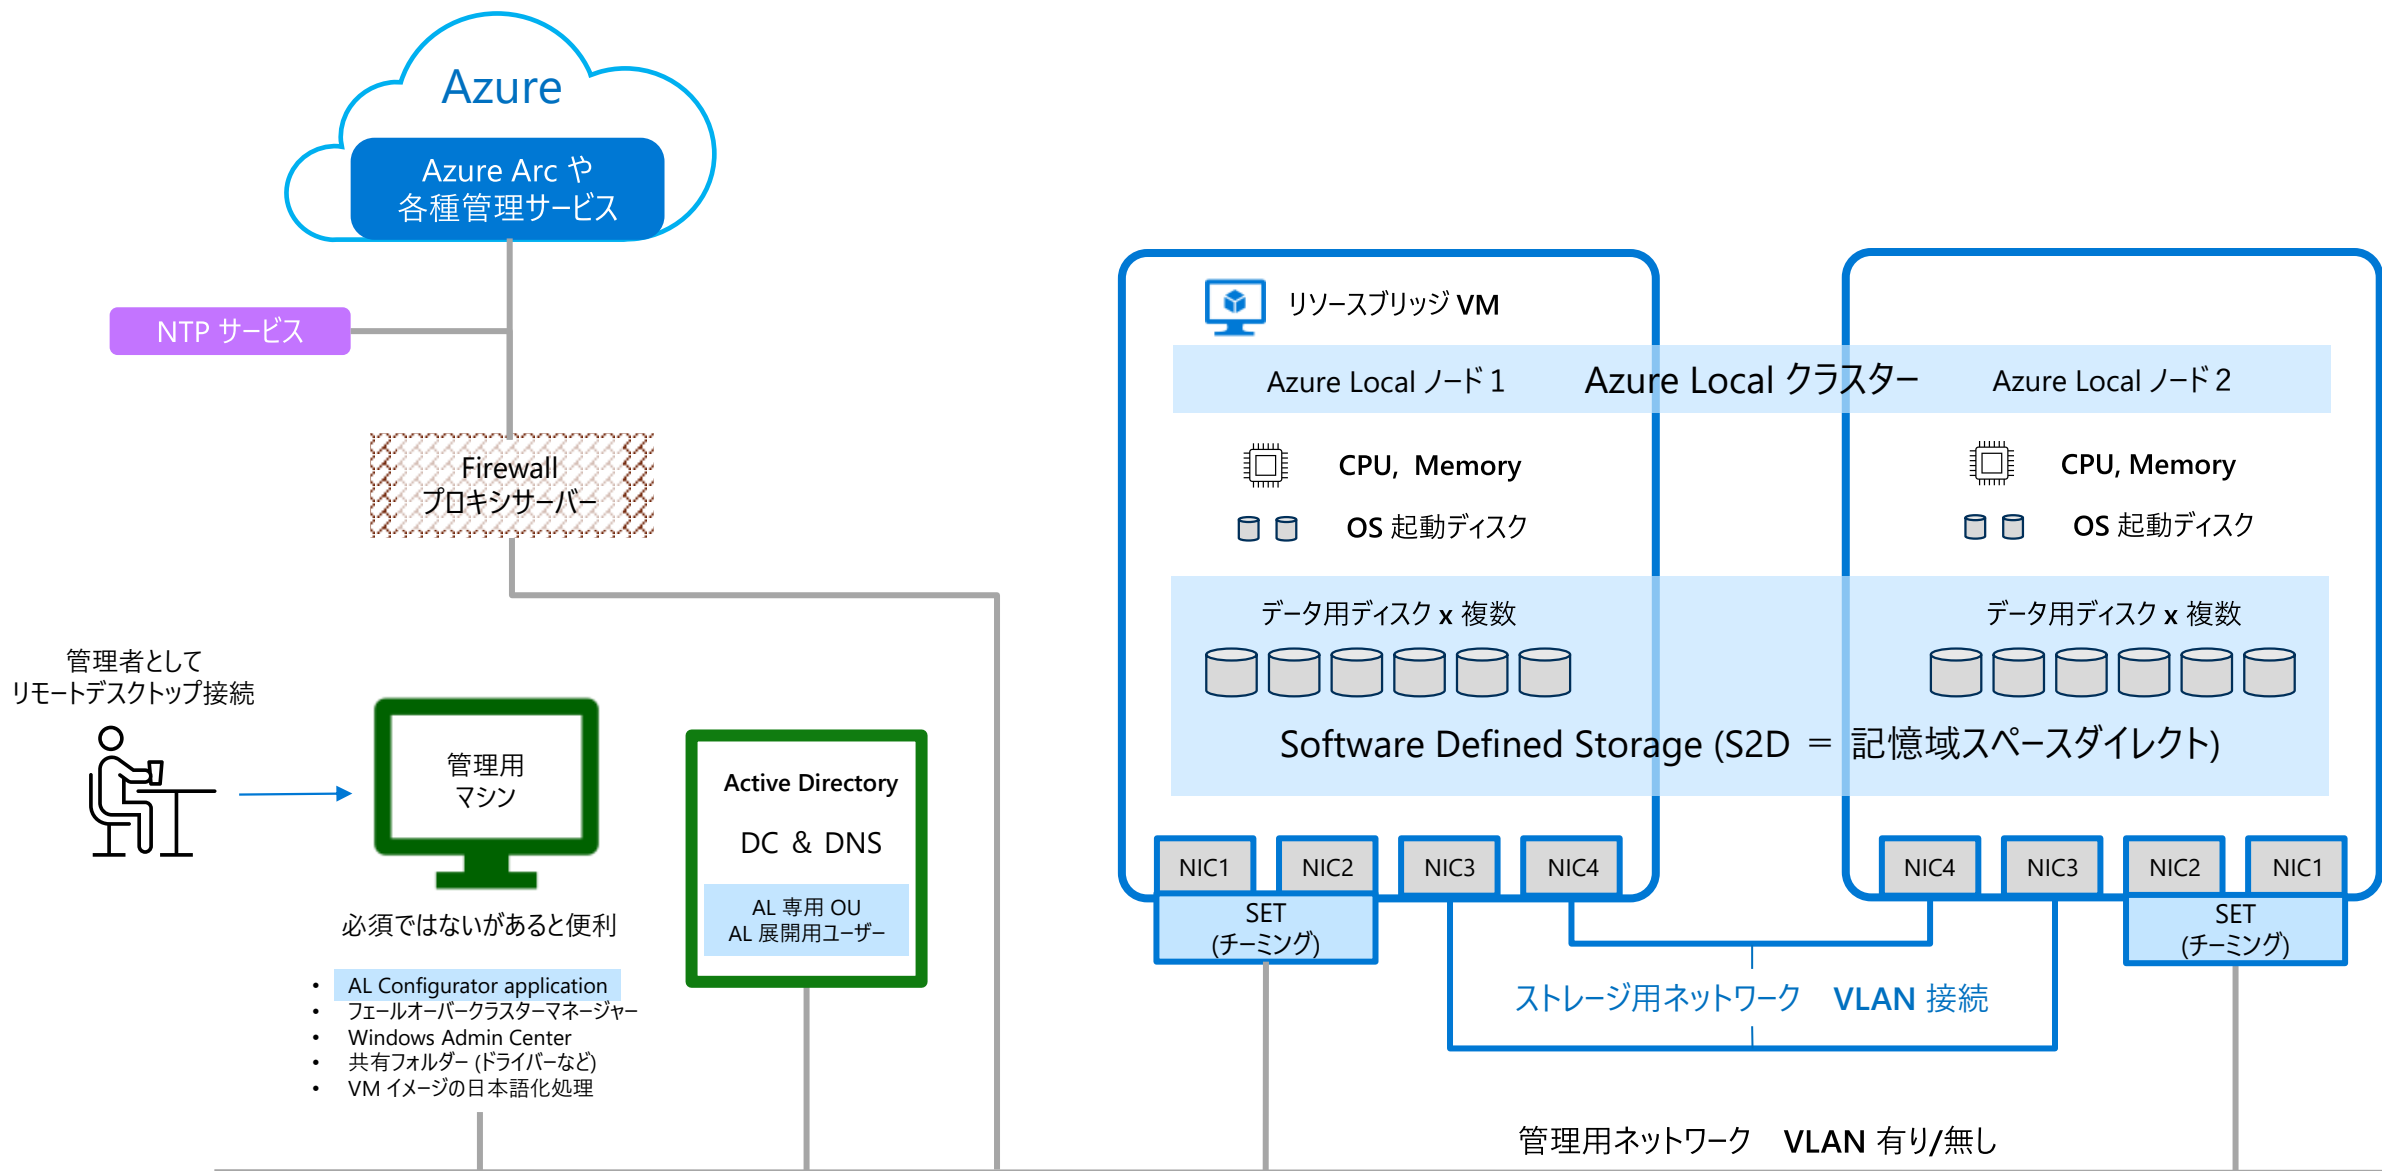 Azure
Azure Arc や
各種管理サービス
NTP サービス
Firewall
プロキシサーバー
管理者として
リモートデスクトップ接続
管理用
マシン
必須ではないがあると便利
• AL Configurator application
• フェールオーバークラスターマネージャー
• Windows Admin Center
• 共有フォルダー (ドライバーなど)
• VM イメージの日本語化処理
Active Directory
DC ＆ DNS
AL 専用 OU
AL 展開用ユーザー
リソースブリッジ VM
Azure Local ノード 1
Azure Local クラスター
Azure Local ノード 2
CPU, Memory
CPU, Memory
OS 起動ディスク
OS 起動ディスク
データ用ディスク x 複数
データ用ディスク x 複数
Software Defined Storage (S2D ＝ 記憶域スペースダイレクト)
NIC1
NIC2
NIC3
NIC4
NIC4
NIC3
NIC2
NIC1
SET
(チーミング)
SET
(チーミング)
ストレージ用ネットワーク　VLAN 接続
管理用ネットワーク　VLAN 有り/無し